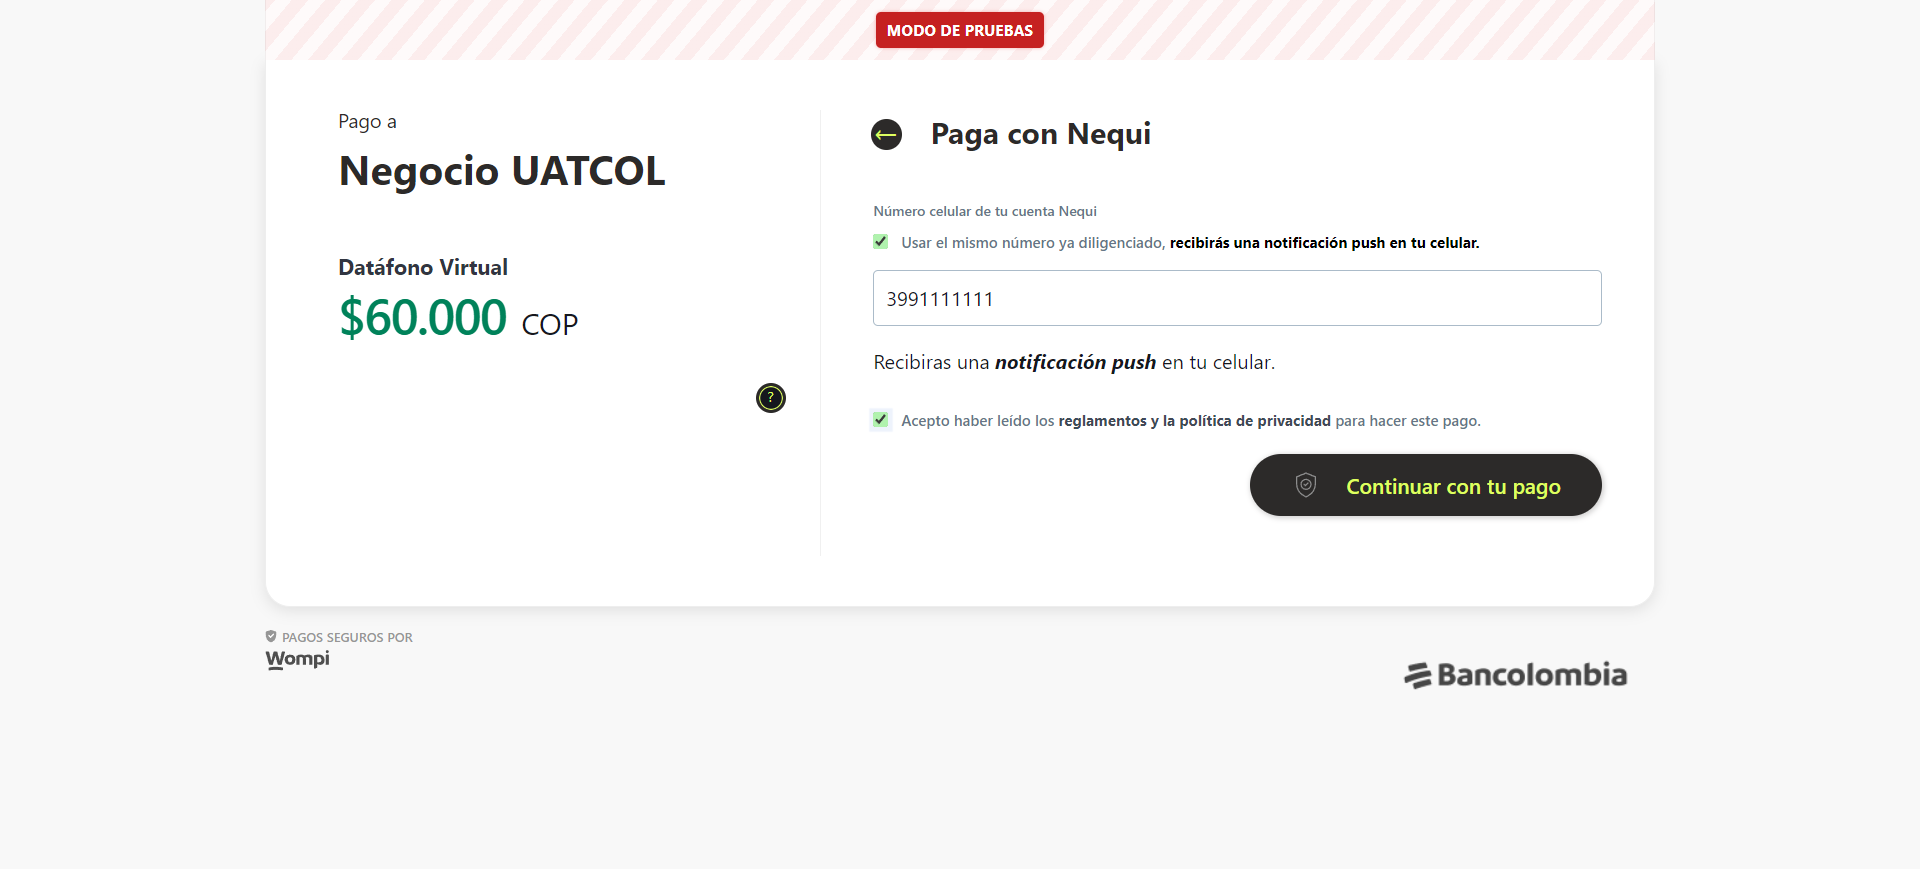 MODO DE PRUEBAS
Pago a
Negocio UATCOL
Datáfono Virtual
$60.000 COP
?
Paga con Nequi
Número celular de tu cuenta Nequi
Usar el mismo número ya diligenciado, recibirás una notificación push en tu celular.
3991111111
Recibiras una notificación push en tu celular.
Acepto haber leído los reglamentos y la política de privacidad para hacer este pago.
Continuar con tu pago
PAGOS SEGUROS POR
Wompi
Bancolombia